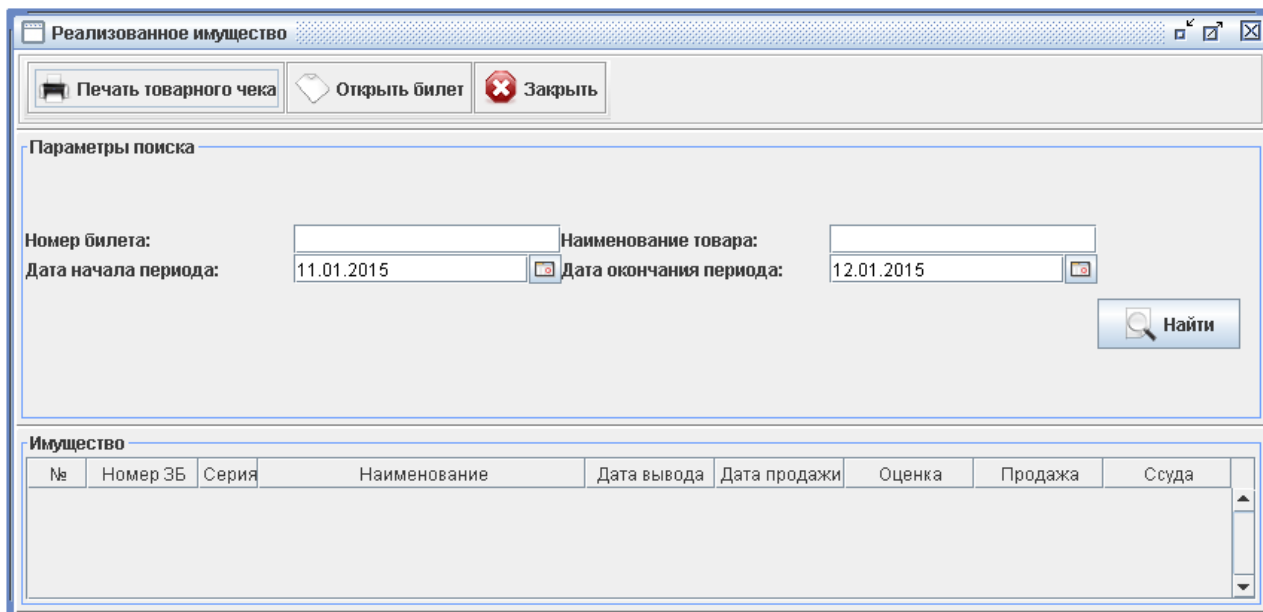 Реализованное имущество
Печать товарного чека Открыть билет Закрыть
Параметры поиска
Номер билета: Наименование товара:
Дата начала периода: 11.01.2015 Дата окончания периода: 12.01.2015
Найти
Имущество
№ Номер ЗБ Серия Наименование Дата вывода Дата продажи Оценка Продажа Ссуда